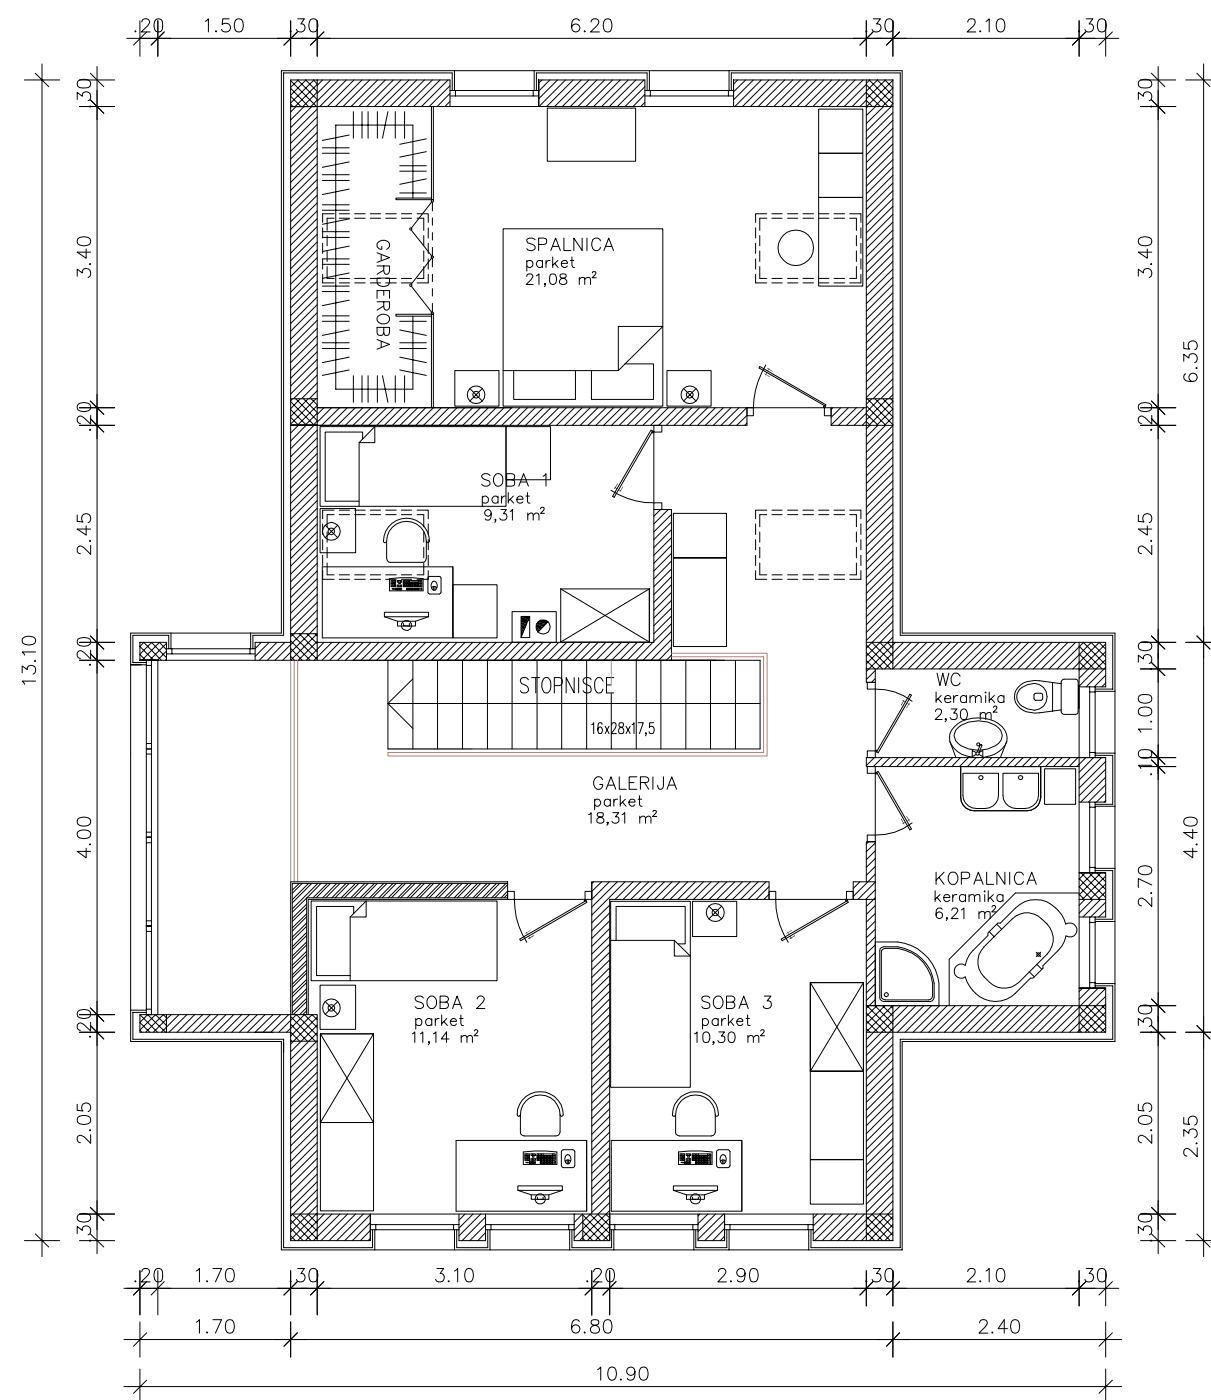 .20 1.50 .30 6.20 .30 2.10 .30
.30
3.40
.20
2.45
.20
4.00
.20
2.05
.30
13.10
GARDEROBA
SPALNICA
parket
21,08 m²
SOBA 1
parket
9,31 m²
STOPNISCE
16x28x17,5
GALERIJA
parket
18,31 m²
WC
keramika
2,30 m²
KOPALNICA
keramika
6,21 m²
SOBA 2
parket
11,14 m²
SOBA 3
parket
10,30 m²
.30
3.40
.20
2.45
.30
1.00
.10
2.70
.30
2.05
.30
6.35
4.40
2.35
.20 1.70 .30 3.10 .20 2.90 .30 2.10 .30
1.70 6.80 2.40
10.90